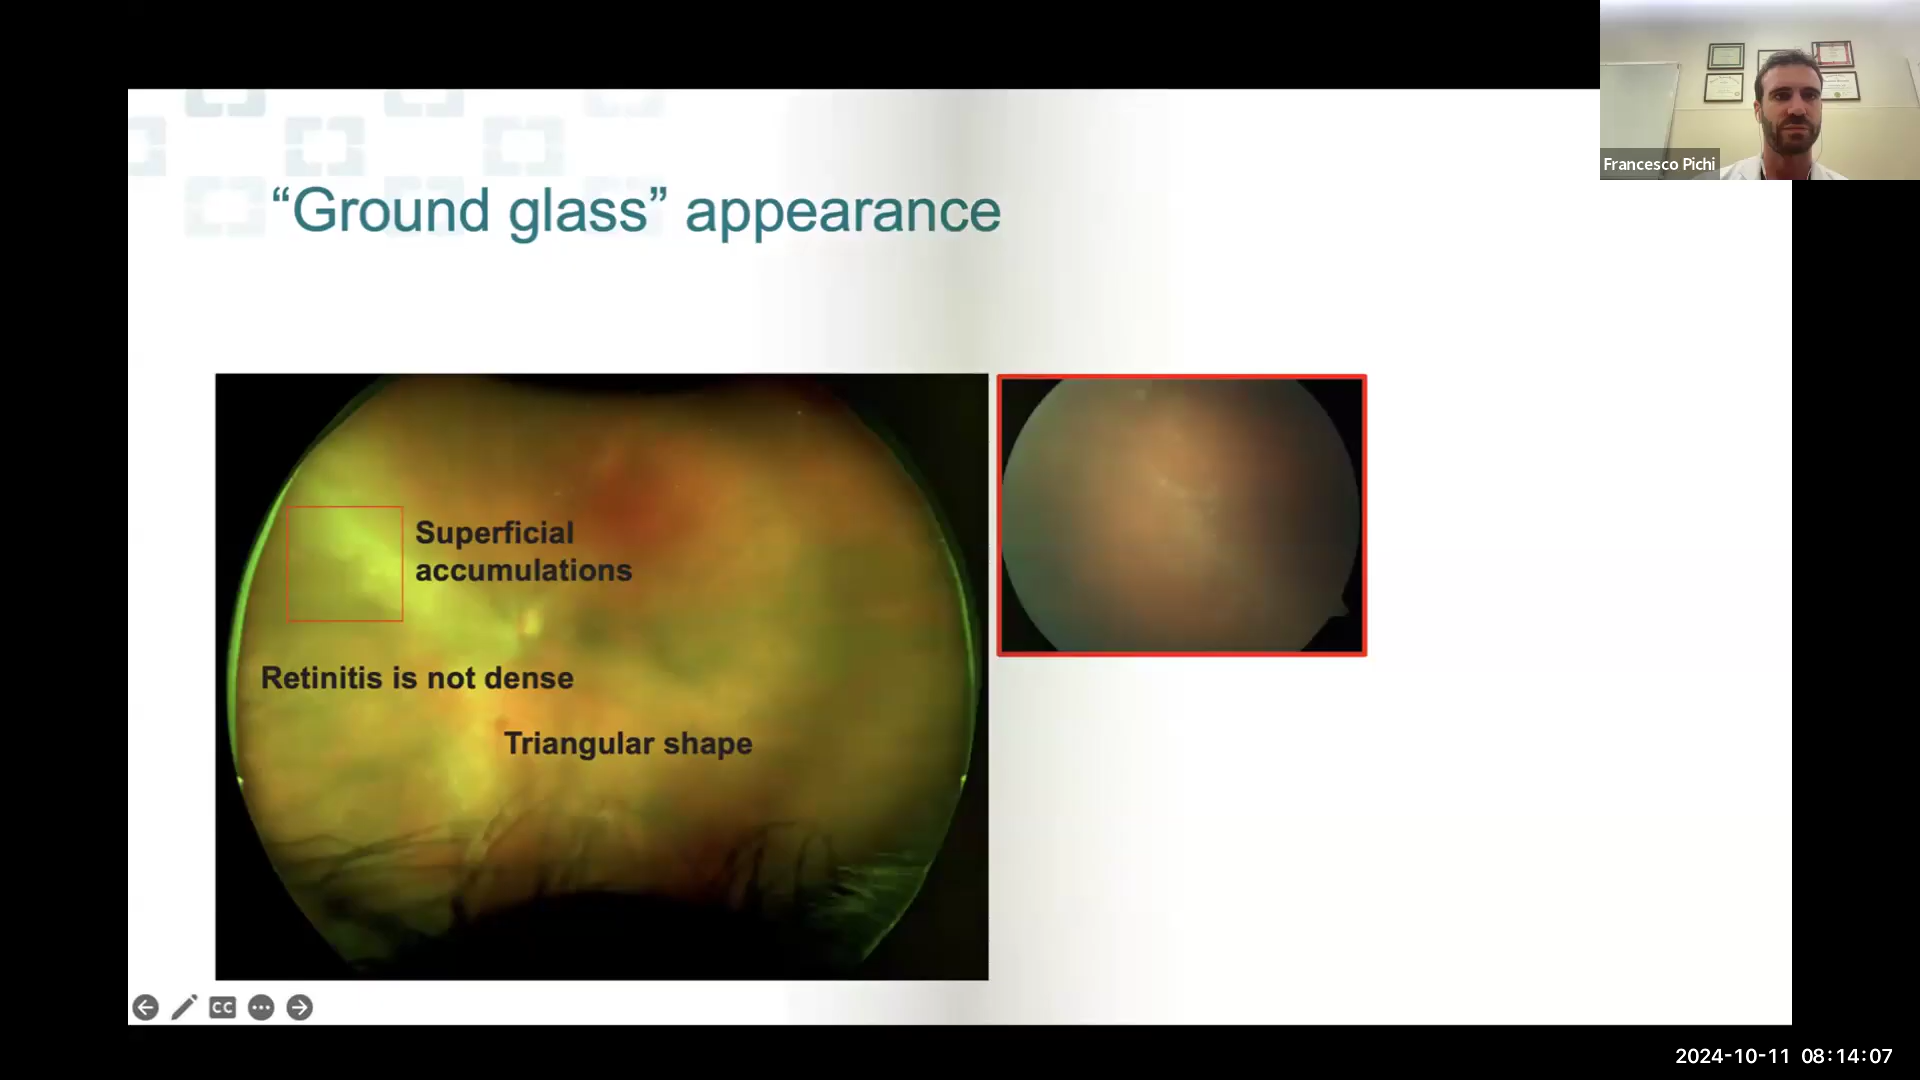 Francesco Pichi
“Ground glass” appearance
Superficial
accumulations
Retinitis is not dense
Triangular shape
CC
2024-10-11 08:14:07